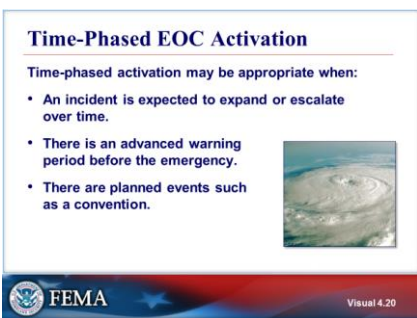 Time-Phased EOC Activation
Time-phased activation may be appropriate when:
• An incident is expected to expand or escalate
over time.
• There is an advanced warning
period before the emergency.
• There are planned events such
as a convention.
FEMA
Visual 4.20